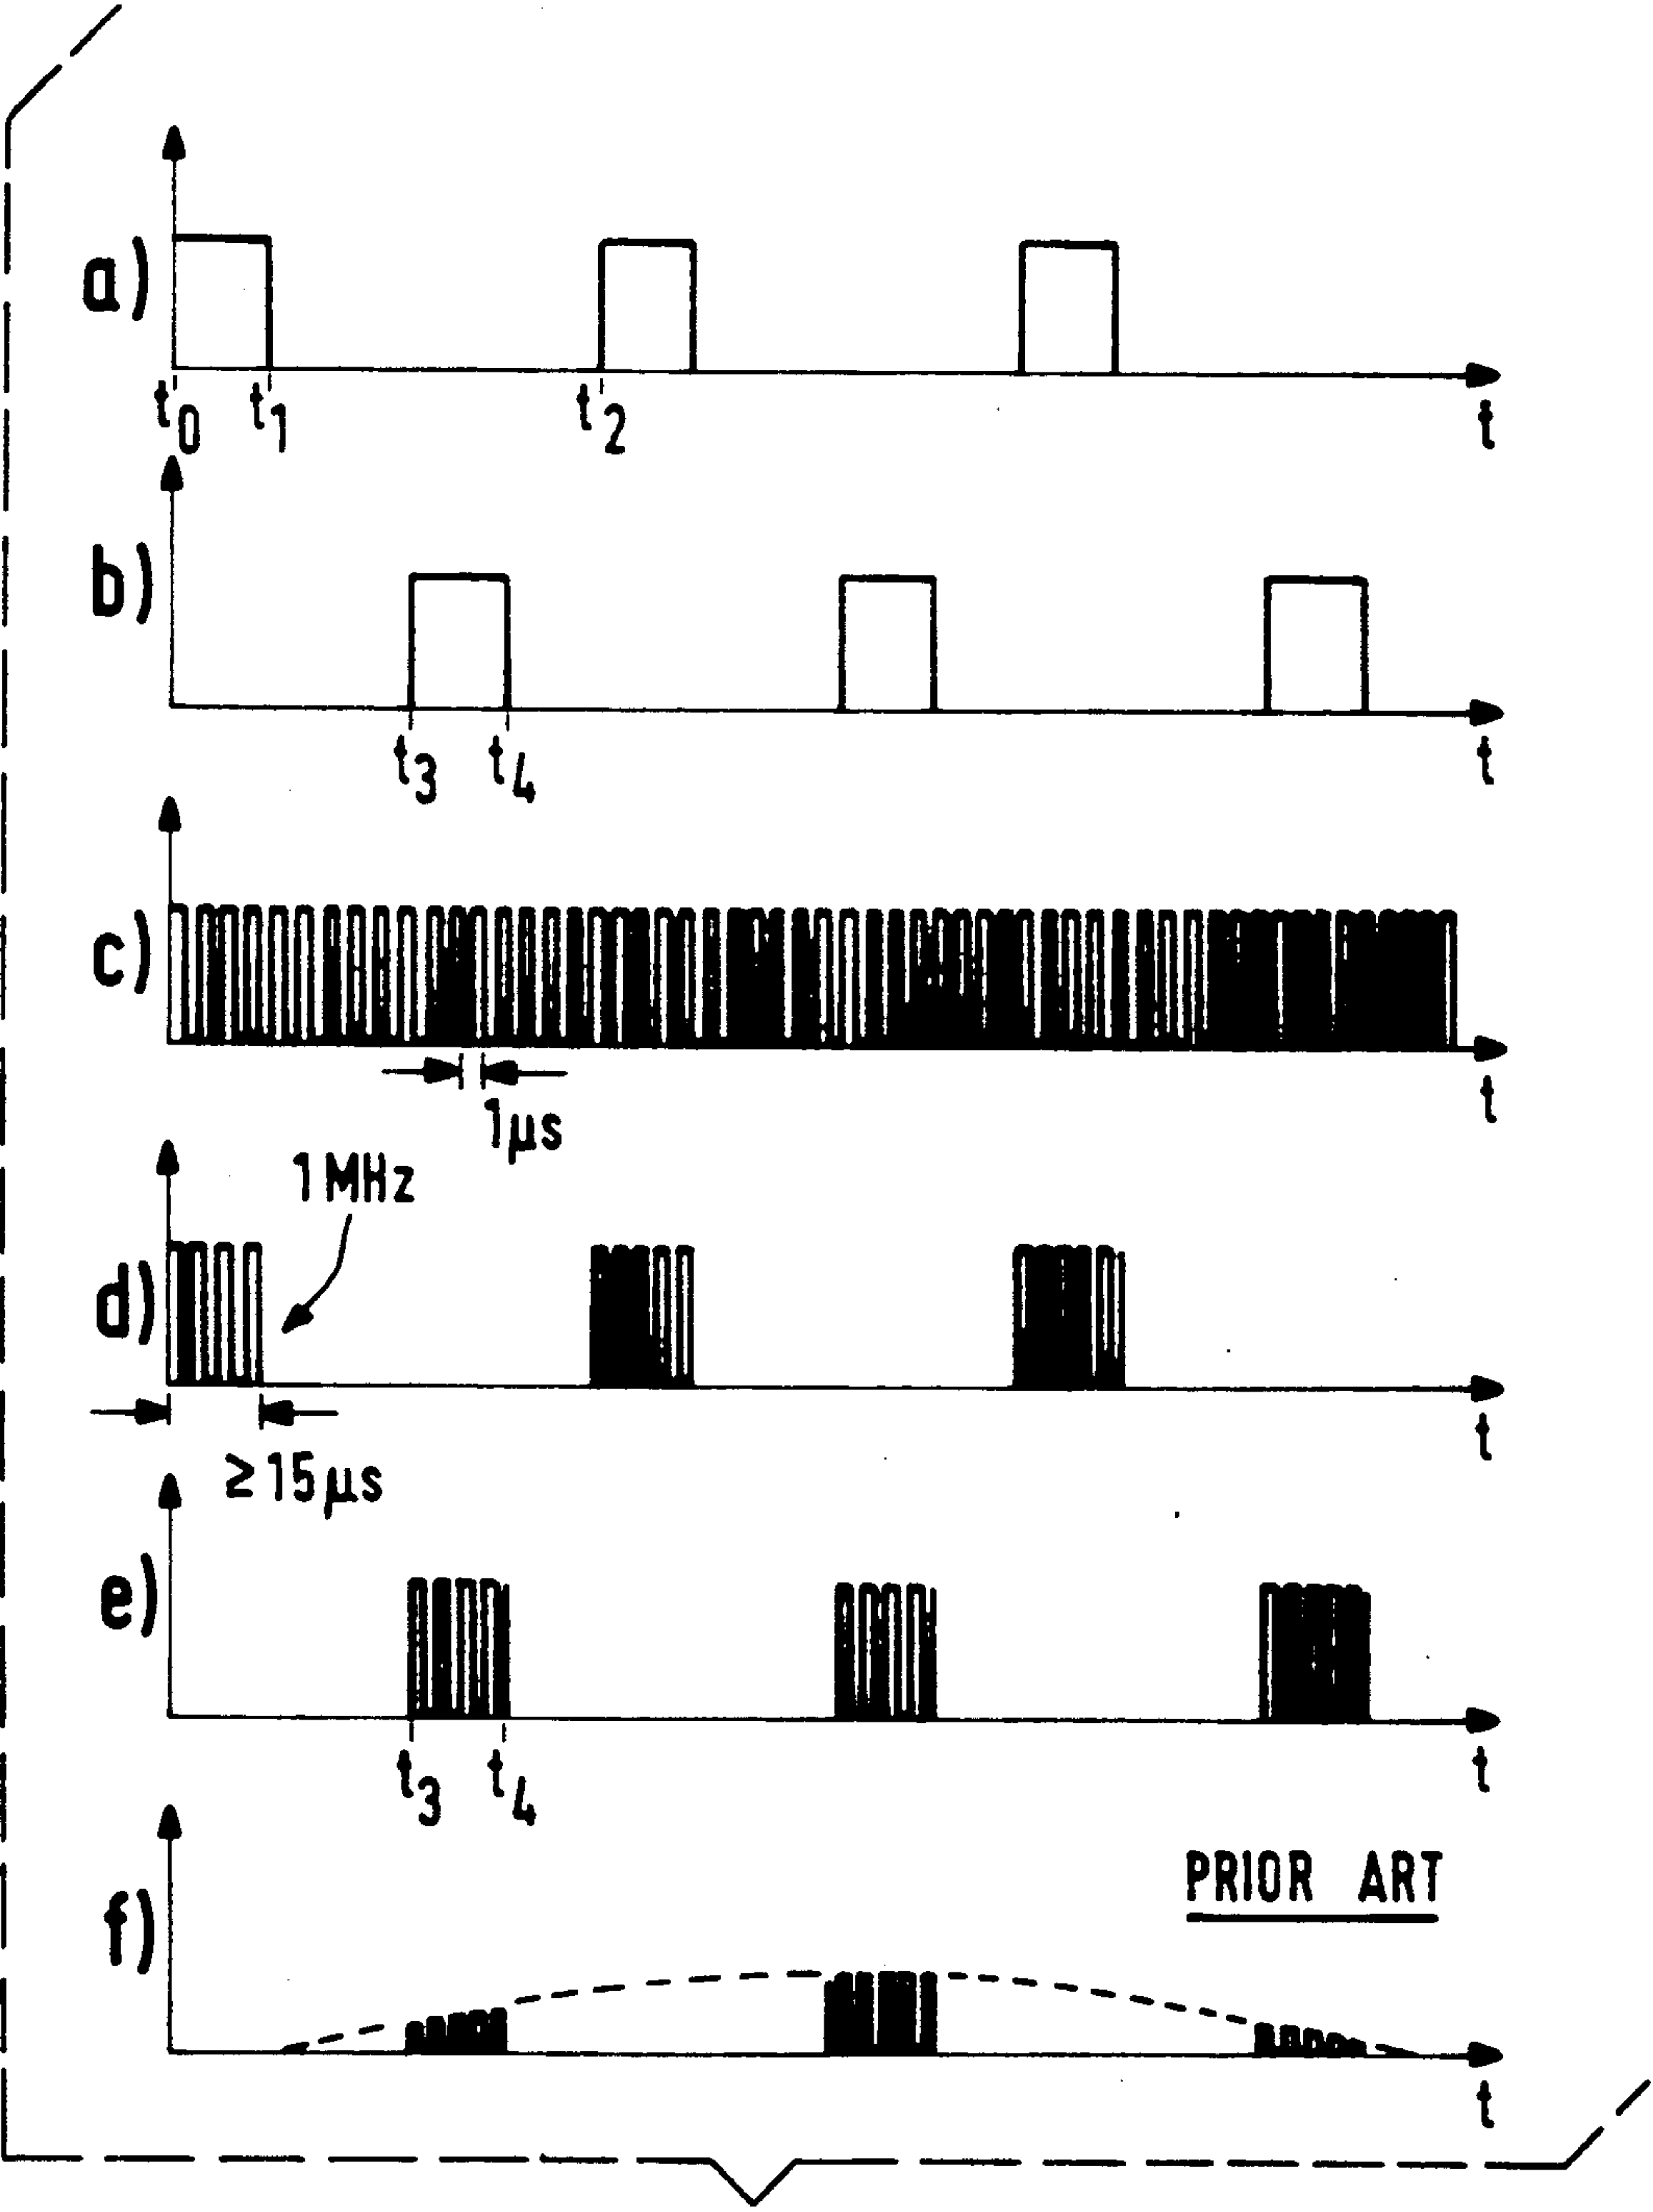 a)
t0 t1 t2 t
b)
t3 t4 t
c)
t
1µs
1MHz
d)
t
≥15µs
e)
t3 t4 t
PRIOR ART
f)
t